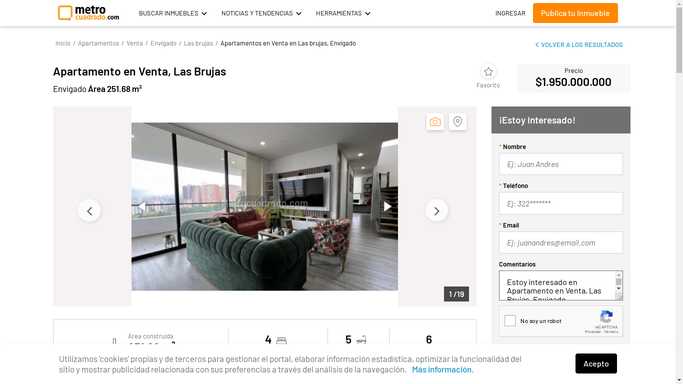 metro
cuadrado.com
BUSCAR INMUEBLES
NOTICIAS Y TENDENCIAS
HERRAMIENTAS
INGRESAR
Publica tu Inmueble
Inicio / Apartamentos / Venta / Envigado / Las brujas / Apartamentos en Venta en Las brujas, Envigado
< VOLVER A LOS RESULTADOS
Apartamento en Venta, Las Brujas
Envigado Área 251.68 m²
Favorito
Precio
$1.950.000.000
1 / 19
¡Estoy Interesado!
* Nombre
Ej: Juan Andres
* Teléfono
Ej: 322*******
* Email
Ej: juanandres@email.com
Comentarios
Estoy interesado en
Apartamento en Venta, Las
Brujas, Envigado
No soy un robot
reCAPTCHA
Privacidad - Términos
Área construida
4
5
6
Utilizamos 'cookies' propias y de terceros para gestionar el portal, elaborar información estadística, optimizar la funcionalidad del
sitio y mostrar publicidad relacionada con sus preferencias a través del análisis de la navegación. Más información.
Acepto